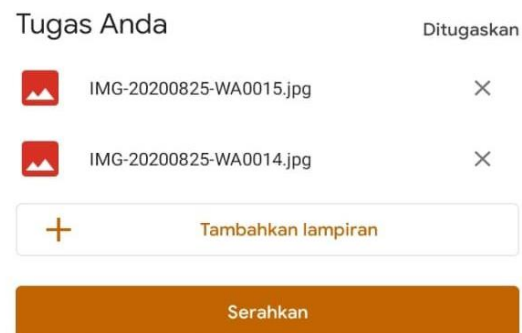 Tugas Anda
Ditugaskan
IMG-20200825-WA0015.jpg
IMG-20200825-WA0014.jpg
Tambahkan lampiran
Serahkan